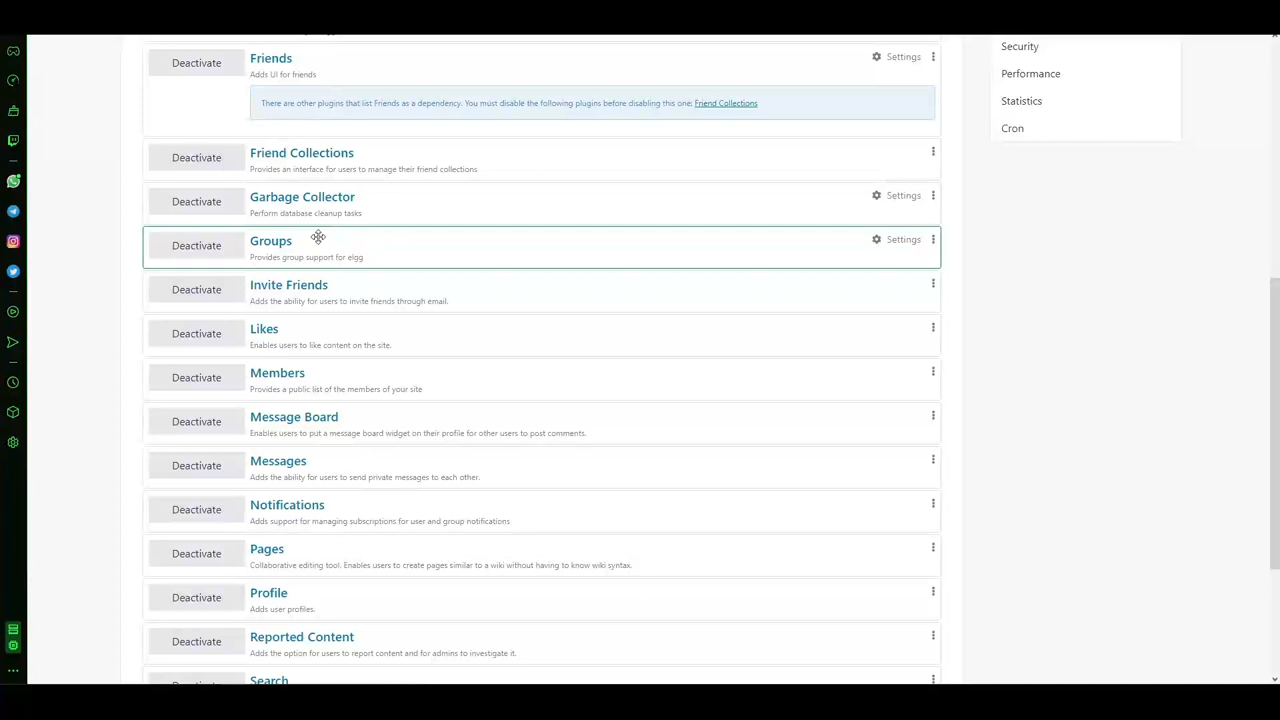 Deactivate Friends Settings
Adds UI for friends
There are other plugins that list Friends as a dependency. You must disable the following plugins before disabling this one: Friend Collections
Deactivate Friend Collections
Provides an interface for users to manage their friend collections
Deactivate Garbage Collector Settings
Perform database cleanup tasks
Deactivate Groups Settings
Provides group support for elgg
Deactivate Invite Friends
Adds the ability for users to invite friends through email.
Deactivate Likes
Enables users to like content on the site.
Deactivate Members
Provides a public list of the members of your site
Deactivate Message Board
Enables users to put a message board widget on their profile for other users to post comments.
Deactivate Messages
Adds the ability for users to send private messages to each other.
Deactivate Notifications
Adds support for managing subscriptions for user and group notifications
Deactivate Pages
Collaborative editing tool. Enables users to create pages similar to a wiki without having to know wiki syntax.
Deactivate Profile
Adds user profiles.
Deactivate Reported Content
Adds the option for users to report content and for admins to investigate it.
Search
Security
Performance
Statistics
Cron